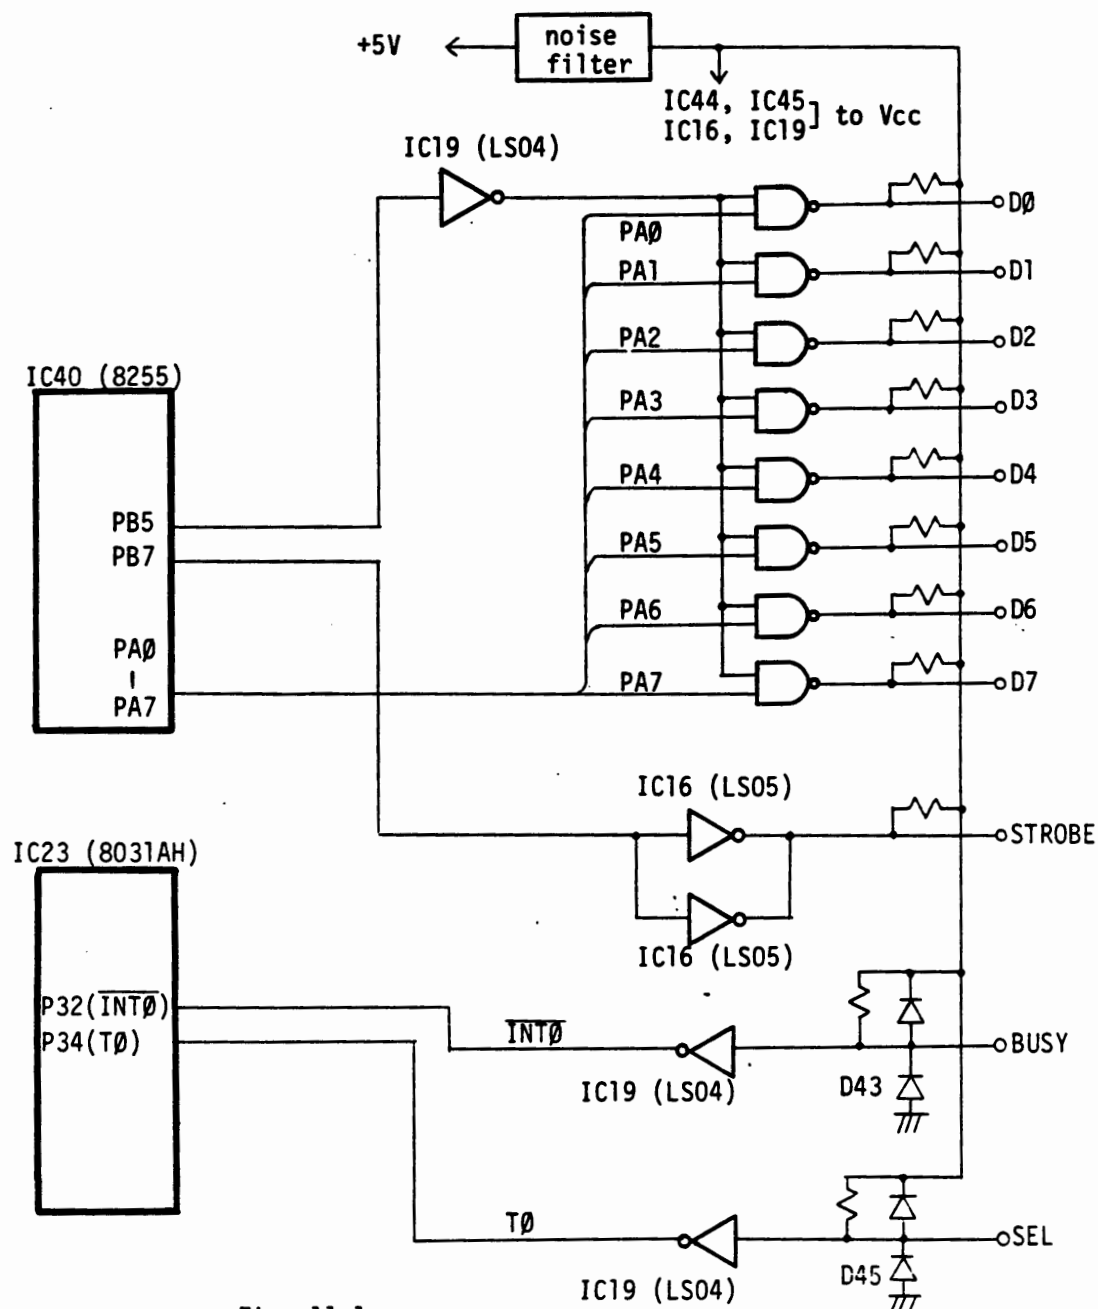 +5V
noise
filter
IC44, IC45
IC16, IC19
] to Vcc
IC19 (LS04)
DØ
PAØ
PA1
D1
PA2
D2
IC40 (8255)
PA3
D3
PA4
D4
PB5
PA5
D5
PB7
PA6
D6
PAØ
PA7
PA7
D7
IC16 (LS05)
STROBE
IC23 (8031AH)
IC16 (LS05)
P32(INTØ)
INTØ
BUSY
P34(TØ)
IC19 (LS04)
D43
TØ
SEL
D45
IC19 (LS04)